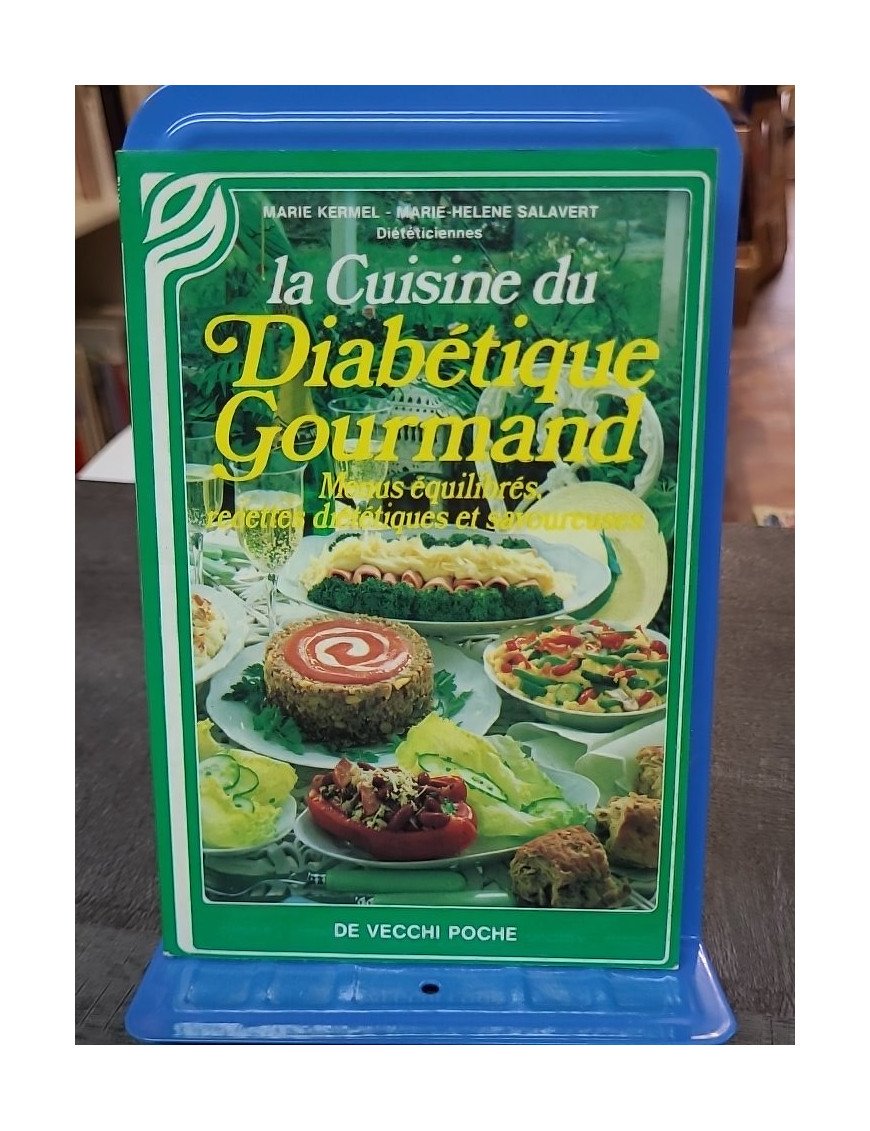 MARIE KERMEL - MARIE-HELENE SALAVERT
Diététiciennes
la Cuisine du
Diabétique
Gourmand
Menus équilibrés,
recettes diététiques et savoureuses
DE VECCHI POCHE